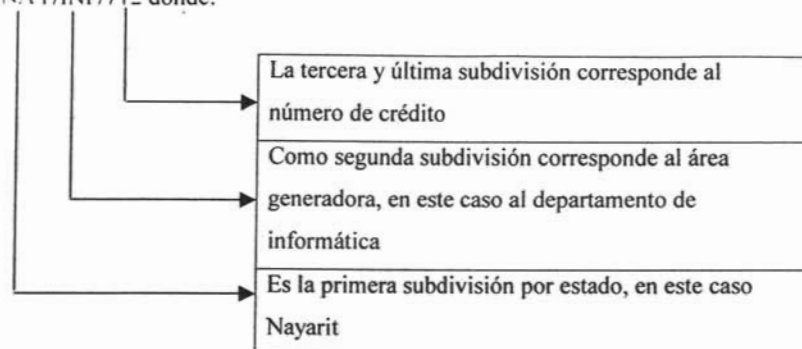 donde:
La tercera y última subdivisión corresponde al
número de crédito
Como segunda subdivisión corresponde al área
generadora, en este caso al departamento de
informática
Es la primera subdivisión por estado, en este caso
Nayarit